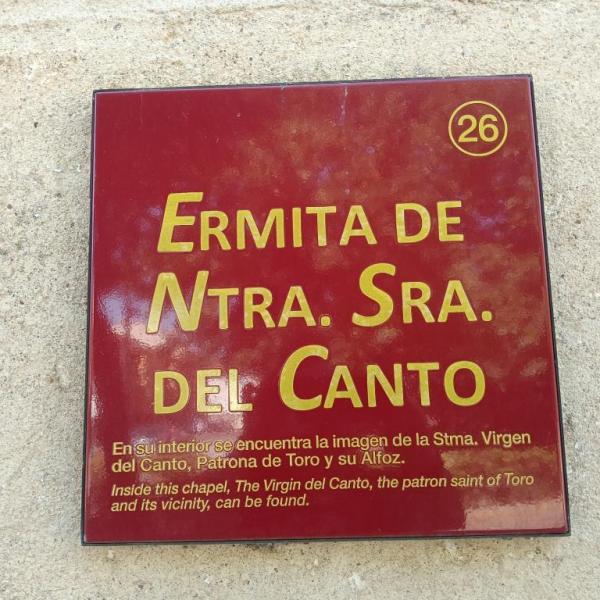 26
ERMITA DE
NTRA. SRA.
DEL CANTO
En su interior se encuentra la imagen de la Stma. Virgen
del Canto, Patrona de Toro y su Alfoz.
Inside this chapel, The Virgin del Canto, the patron saint of Toro
and its vicinity, can be found.